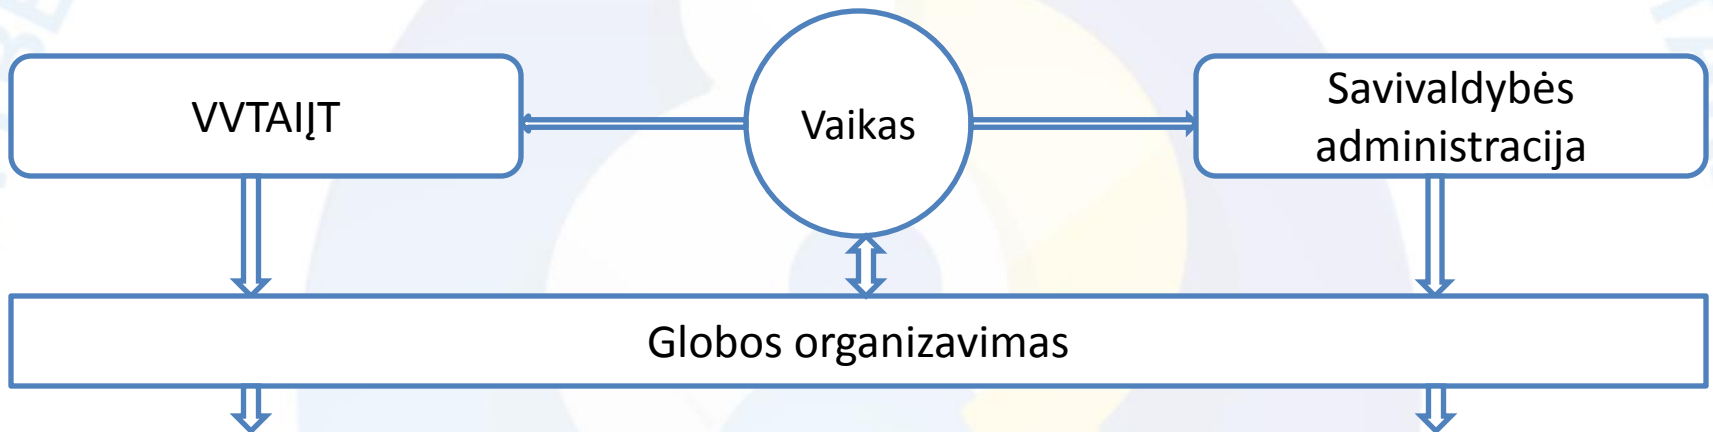 VVTAIĮT
Vaikas
Savivaldybės
administracija
Globos organizavimas